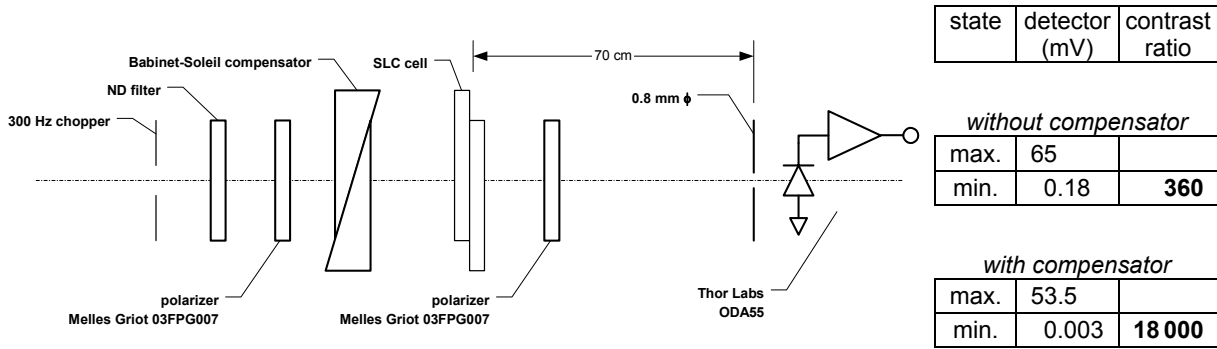 Babinet-Soleil compensator
SLC cell
70 cm
ND filter
0.8 mm ϕ
300 Hz chopper
polarizer
Melles Griot 03FPG007
polarizer
Melles Griot 03FPG007
Thor Labs
ODA55
state detector contrast
(mV) ratio
without compensator
max. 65
min. 0.18 360
with compensator
max. 53.5
min. 0.003 18 000